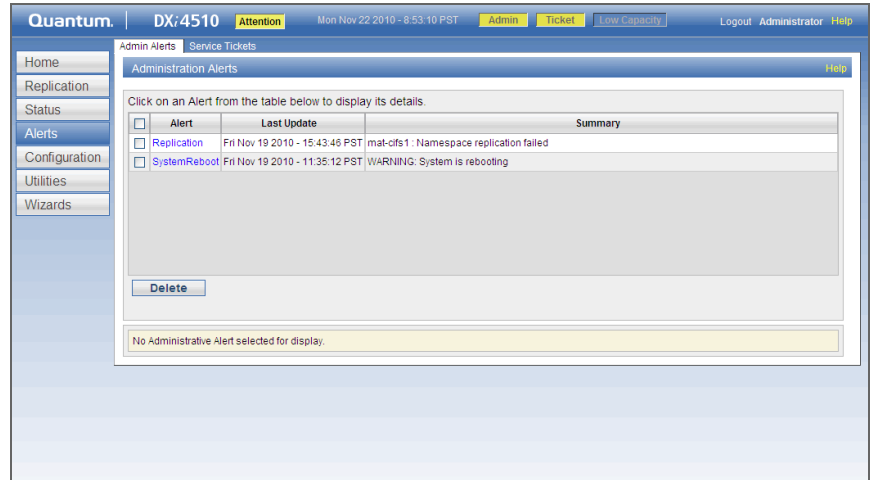 Quantum. DXi4510 Attention Mon Nov 22 2010 - 8:53:10 PST Admin Ticket Low Capacity Logout Administrator Help
Admin Alerts Service Tickets
Home
Replication
Status
Alerts
Configuration
Utilities
Wizards
Administration Alerts Help
Click on an Alert from the table below to display its details.
Alert Last Update Summary
Replication Fri Nov 19 2010 - 15:43:46 PST mat-cifs1 : Namespace replication failed
SystemReboot Fri Nov 19 2010 - 11:35:12 PST WARNING: System is rebooting
Delete
No Administrative Alert selected for display.